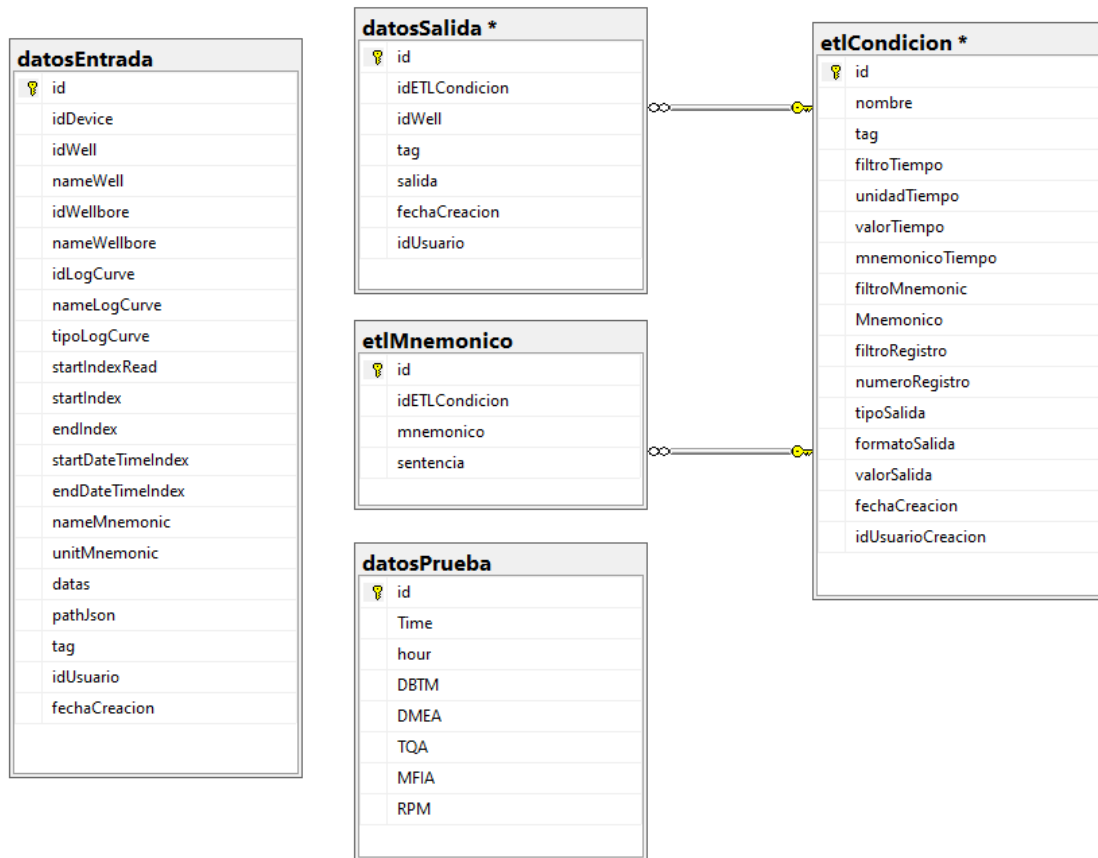 datosEntrada
id
idDevice
idWell
nameWell
idWellbore
nameWellbore
idLogCurve
nameLogCurve
tipoLogCurve
startIndexRead
startIndex
endIndex
startDateTimeIndex
endDateTimeIndex
nameMnemonic
unitMnemonic
datas
pathJson
tag
idUsuario
fechaCreacion
datosSalida *
id
idETLCondicion
idWell
tag
salida
fechaCreacion
idUsuario
etlMnemonico
id
idETLCondicion
mnemonico
sentencia
datosPrueba
id
Time
hour
DBTM
DMEA
TQA
MFIA
RPM
etlCondicion *
id
nombre
tag
filtroTiempo
unidadTiempo
valorTiempo
mnemonicoTiempo
filtroMnemonic
Mnemonico
filtroRegistro
numeroRegistro
tipoSalida
formatoSalida
valorSalida
fechaCreacion
idUsuarioCreacion